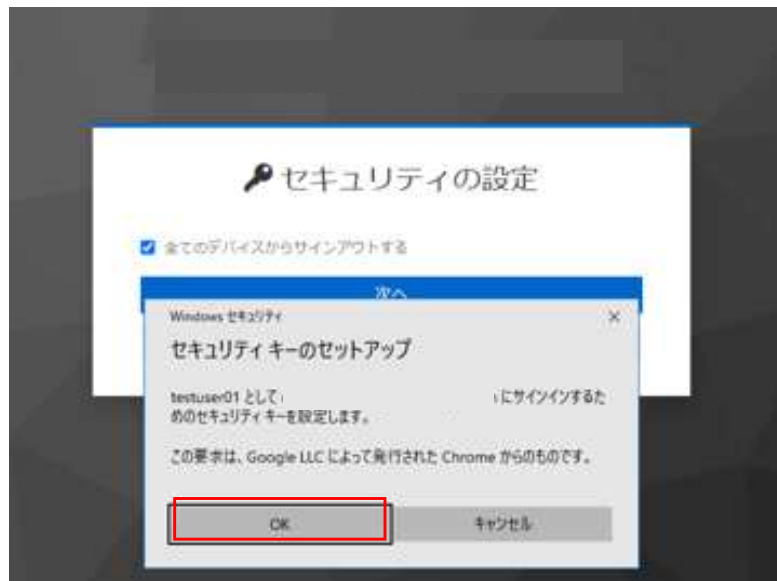 セキュリティの設定
全てのデバイスからサインアウトする
次へ
Windows セキュリティ
セキュリティ キーのセットアップ
testuser01 として にサインインするた
めのセキュリティ キーを設定します。
この要求は、Google LLC によって発行された Chrome からのものです。
OK
キャンセル